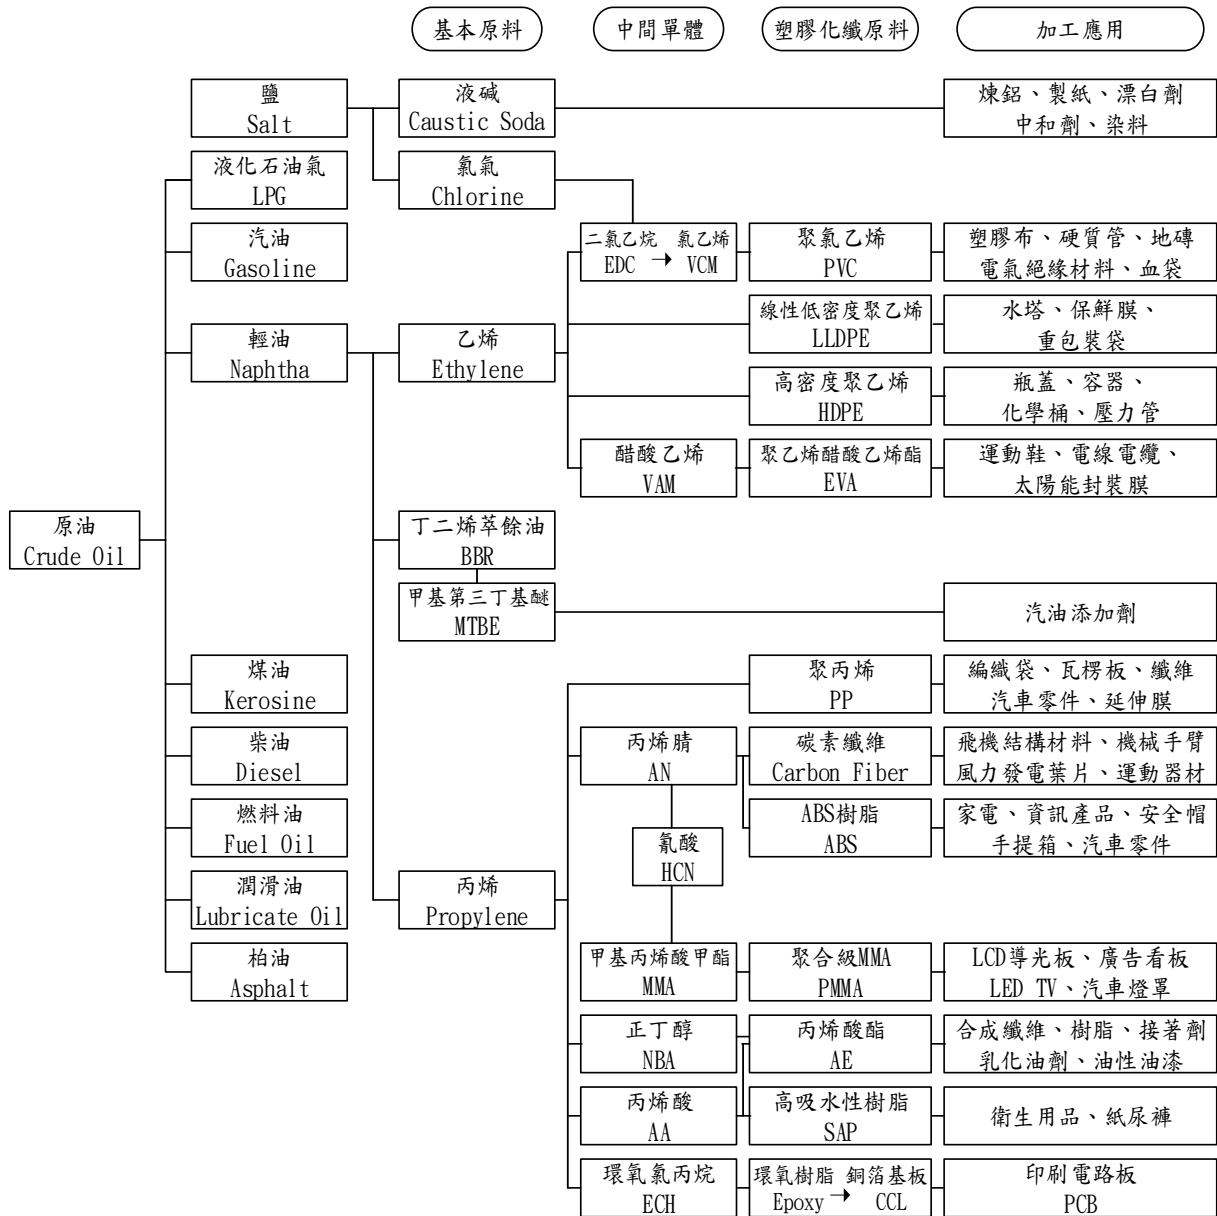 基本原料
中間單體
塑膠化纖原料
加工應用
鹽
Salt
液碱
Caustic Soda
煉鋁、製紙、漂白劑
中和劑、染料
液化石油氣
LPG
氯氣
Chlorine
汽油
Gasoline
二氯乙烷 氯乙烯
EDC → VCM
聚氯乙烯
PVC
塑膠布、硬質管、地磚
電氣絕緣材料、血袋
線性低密度聚乙烯
LLDPE
水塔、保鮮膜、
重包裝袋
輕油
Naphtha
乙烯
Ethylene
高密度聚乙烯
HDPE
瓶蓋、容器、
化學桶、壓力管
醋酸乙烯
VAM
聚乙烯醋酸乙烯酯
EVA
運動鞋、電線電纜、
太陽能封裝膜
原油
Crude Oil
丁二烯萃餘油
BBR
甲基第三丁基醚
MTBE
汽油添加劑
煤油
Kerosine
聚丙烯
PP
編織袋、瓦楞板、纖維
汽車零件、延伸膜
柴油
Diesel
丙烯腈
AN
碳素纖維
Carbon Fiber
飛機結構材料、機械手臂
風力發電葉片、運動器材
燃料油
Fuel Oil
氰酸
HCN
ABS樹脂
ABS
家電、資訊產品、安全帽
手提箱、汽車零件
潤滑油
Lubricate Oil
丙烯
Propylene
柏油
Asphalt
甲基丙烯酸甲酯
MMA
聚合級MMA
PMMA
LCD導光板、廣告看板
LED TV、汽車燈罩
正丁醇
NBA
丙烯酸酯
AE
合成纖維、樹脂、接著劑
乳化油劑、油性油漆
丙烯酸
AA
高吸水性樹脂
SAP
衛生用品、紙尿褲
環氧氯丙烷
ECH
環氧樹脂 銅箔基板
Epoxy → CCL
印刷電路板
PCB